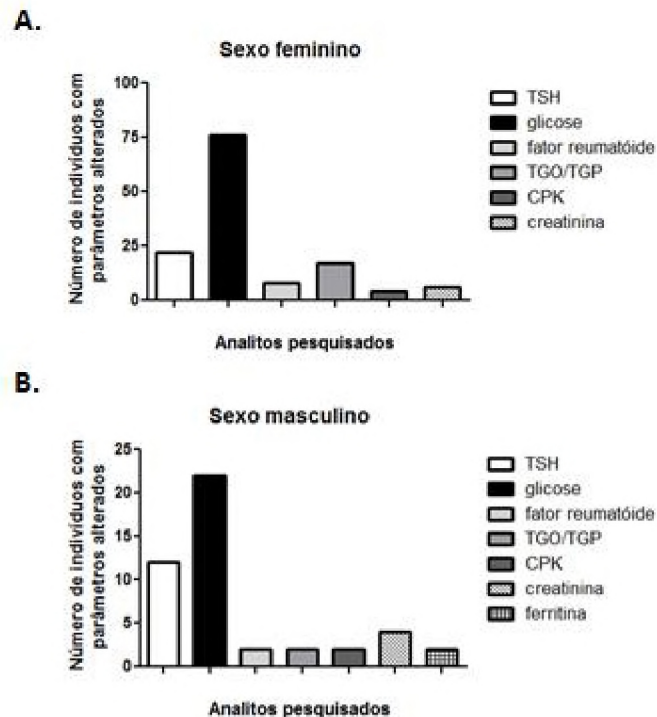 A.
Sexo feminino
Número de indivíduos com
parâmetros alterados
100
75
50
25
0
TSH
glicose
fator reumatóide
TGO/TGP
CPK
creatinina
Analitos pesquisados
B.
Sexo masculino
Número de indivíduos com
parâmetros alterados
25
20
15
10
5
0
TSH
glicose
fator reumatóide
TGO/TGP
CPK
creatinina
ferritina
Analitos pesquisados